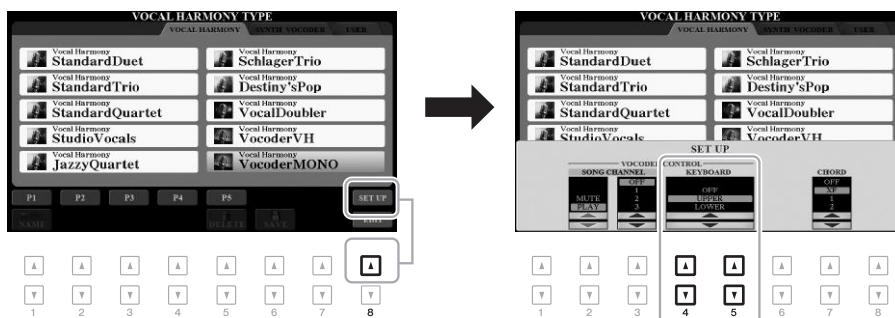 VOCAL HARMONY TYPE
VOCAL HARMONY SYNTH VOCODER USER
Vocal Harmony
StandardDuet
Vocal Harmony
SchlagerTrio
Vocal Harmony
StandardTrio
Vocal Harmony
Destiny'sPop
Vocal Harmony
StandardQuartet
Vocal Harmony
VocalDoubler
Vocal Harmony
StudioVocals
Vocal Harmony
VocoderVH
Vocal Harmony
JazzyQuartet
Vocal Harmony
VocoderMONO
P1 P2 P3 P4 P5 SET UP
NAME DELETE SAVE EDIT
1 2 3 4 5 6 7 8
VOCAL HARMONY TYPE
VOCAL HARMONY SYNTH VOCODER USER
Vocal Harmony
StandardDuet
Vocal Harmony
SchlagerTrio
Vocal Harmony
StandardTrio
Vocal Harmony
Destiny'sPop
Vocal Harmony
StandardQuartet
Vocal Harmony
VocalDoubler
Vocal Harmony
StudioVocals
Vocal Harmony
VocoderVH
SET UP
VOCODER CONTROL
SONG CHANNEL KEYBOARD CHORD
MUTE
PLAY
OFF
1
2
3
OFF
UPPER
LOWER
OFF
XF
1
2
1 2 3 4 5 6 7 8